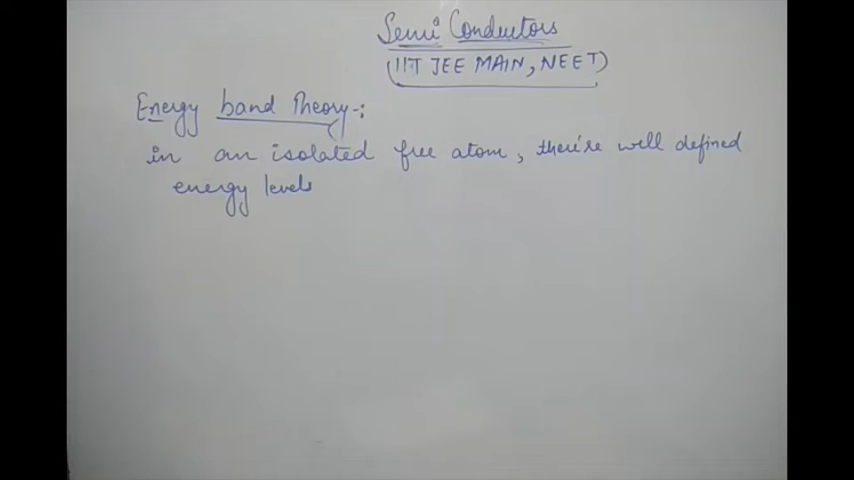 Semi Conductors
(IIT JEE MAIN, NEET)
Energy band Theory-:
in an isolated free atom, there're well defined
energy levels